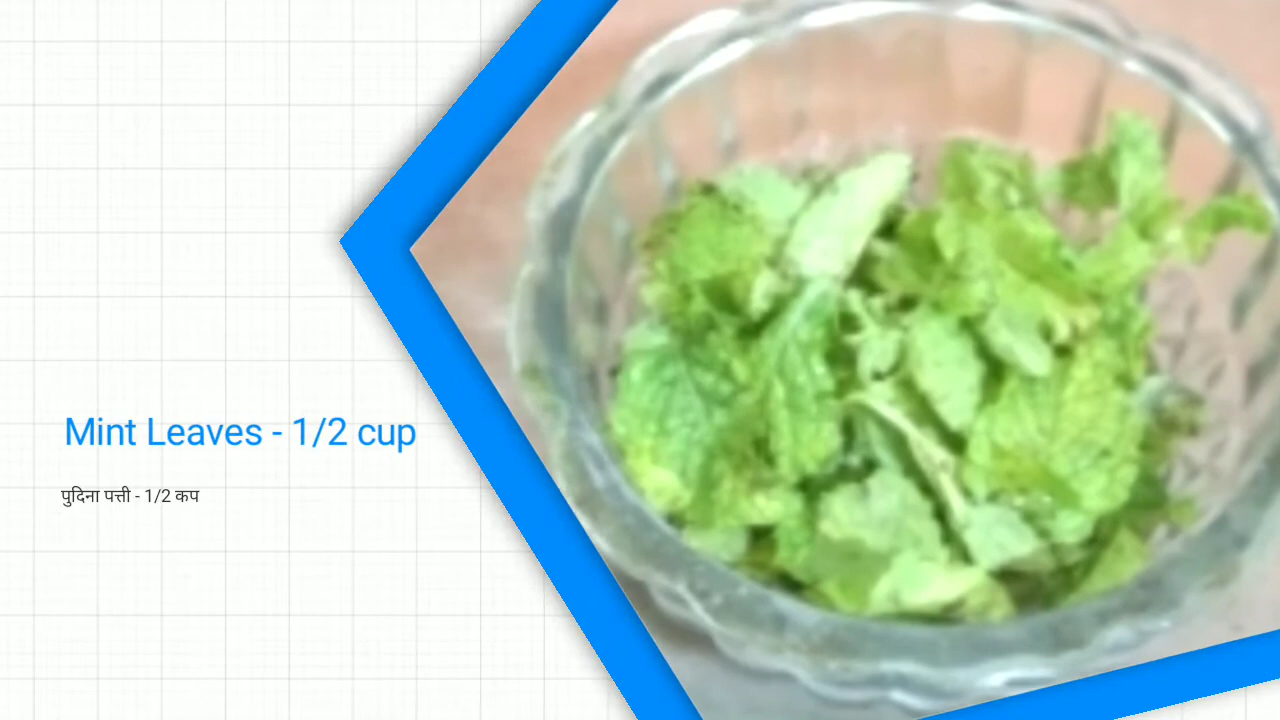 Mint Leaves - 1/2 cup
पुदिना पत्ती - 1/2 कप